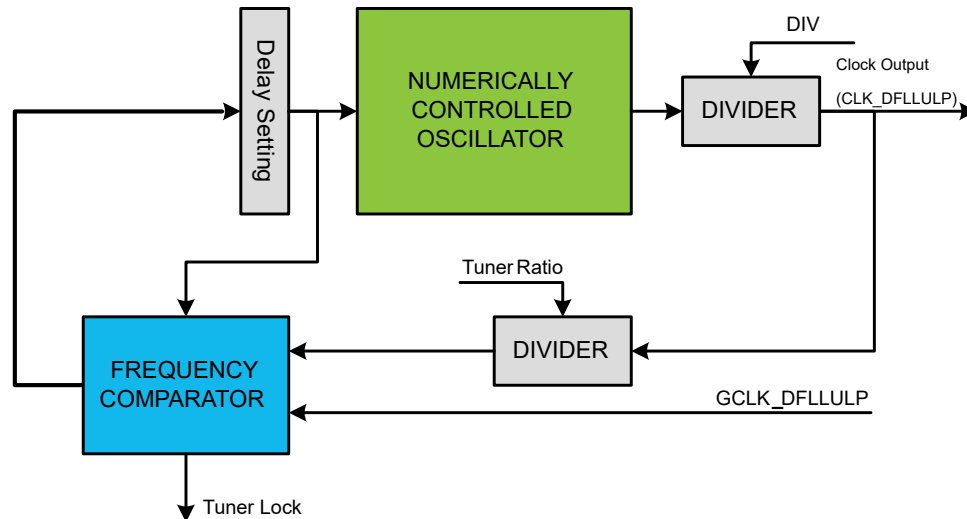 DIV
Delay Setting
NUMERICALLY
CONTROLLED
OSCILLATOR
DIVIDER
Clock Output
(CLK_DFLLULP)
Tuner Ratio
DIVIDER
FREQUENCY
COMPARATOR
GCLK_DFLLULP
Tuner Lock